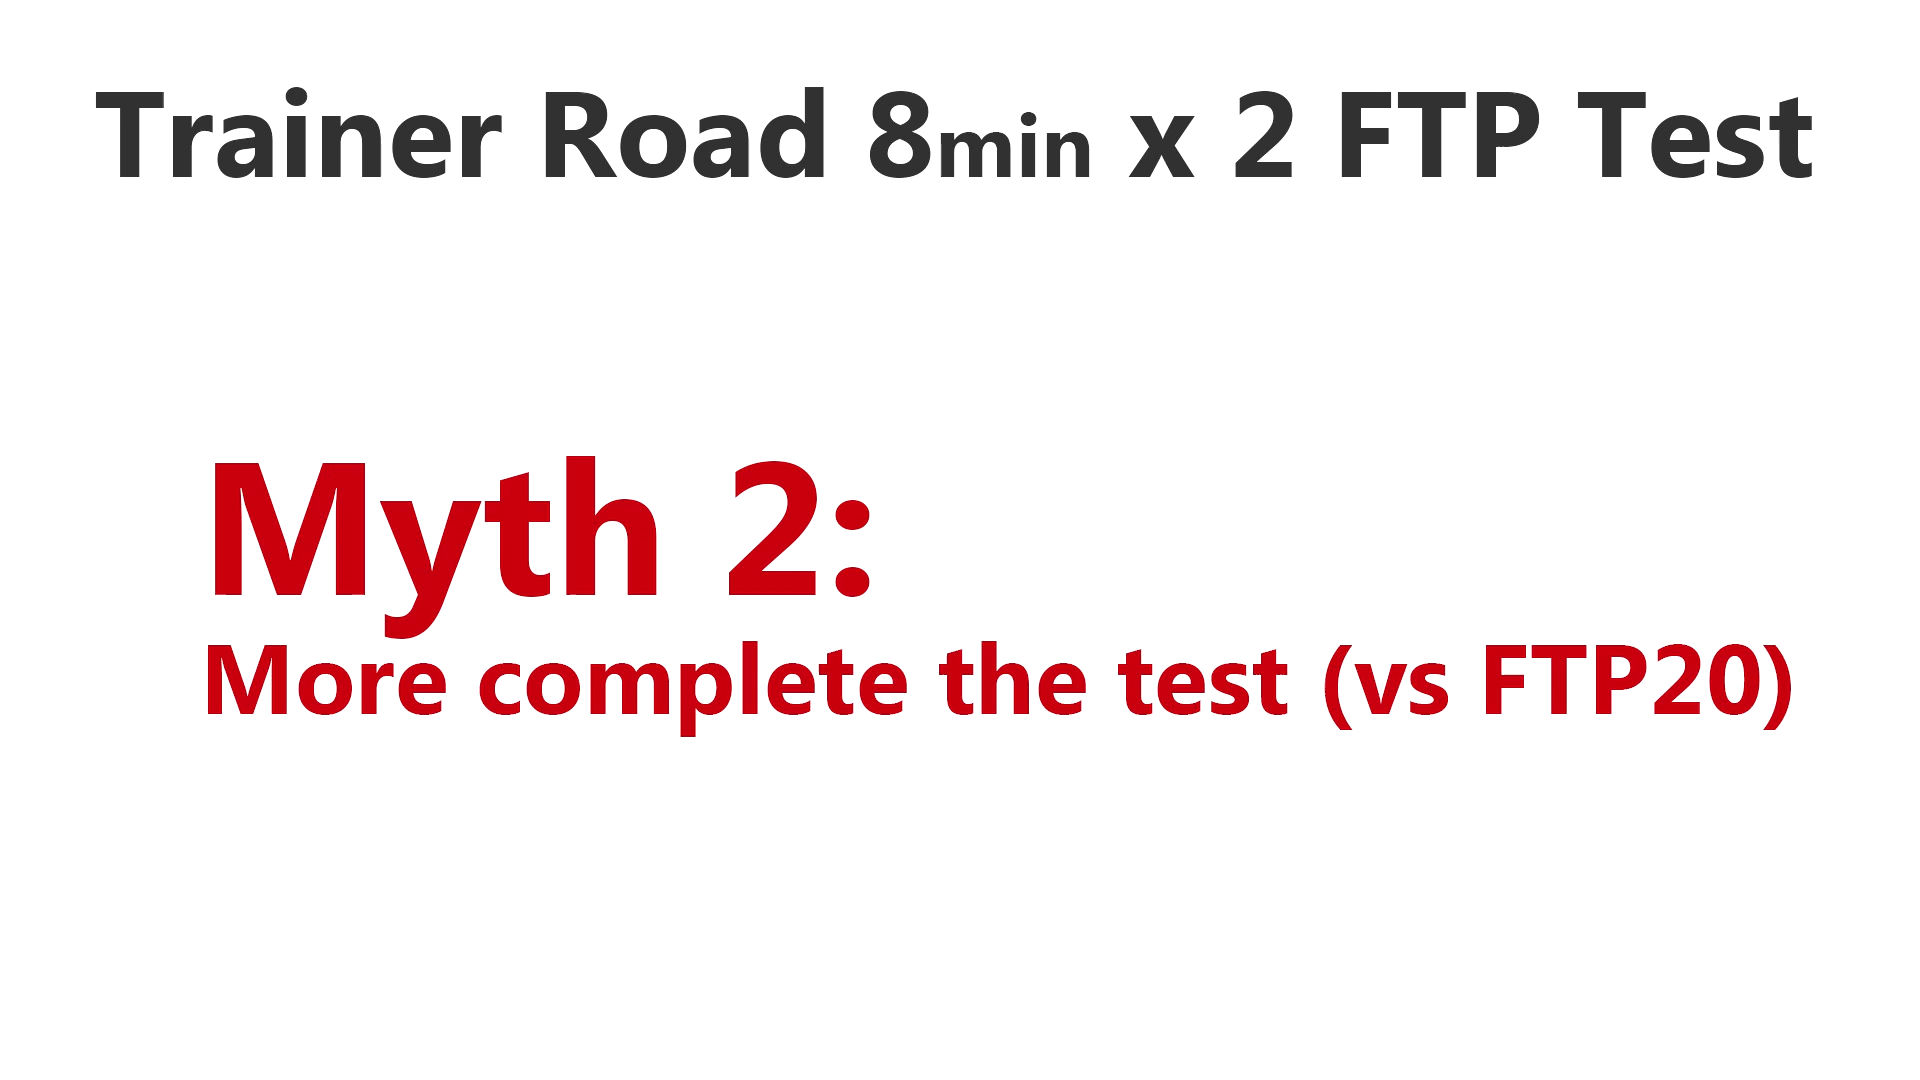 Trainer Road 8min x 2 FTP Test
Myth 2:
More complete the test (vs FTP20)